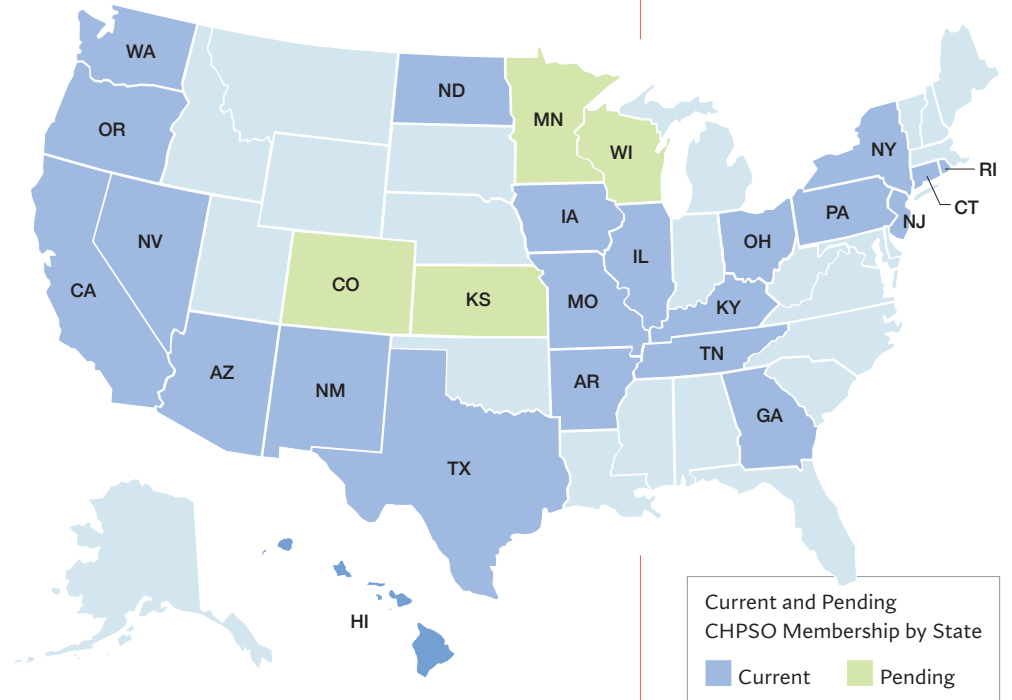 WA
ND
MN
OR
WI
NY
RI
CT
IA
PA
NJ
NV
OH
IL
CO
CA
KS
MO
KY
TN
AZ
AR
NM
GA
TX
HI
Current and Pending
CHPSO Membership by State
Current Pending